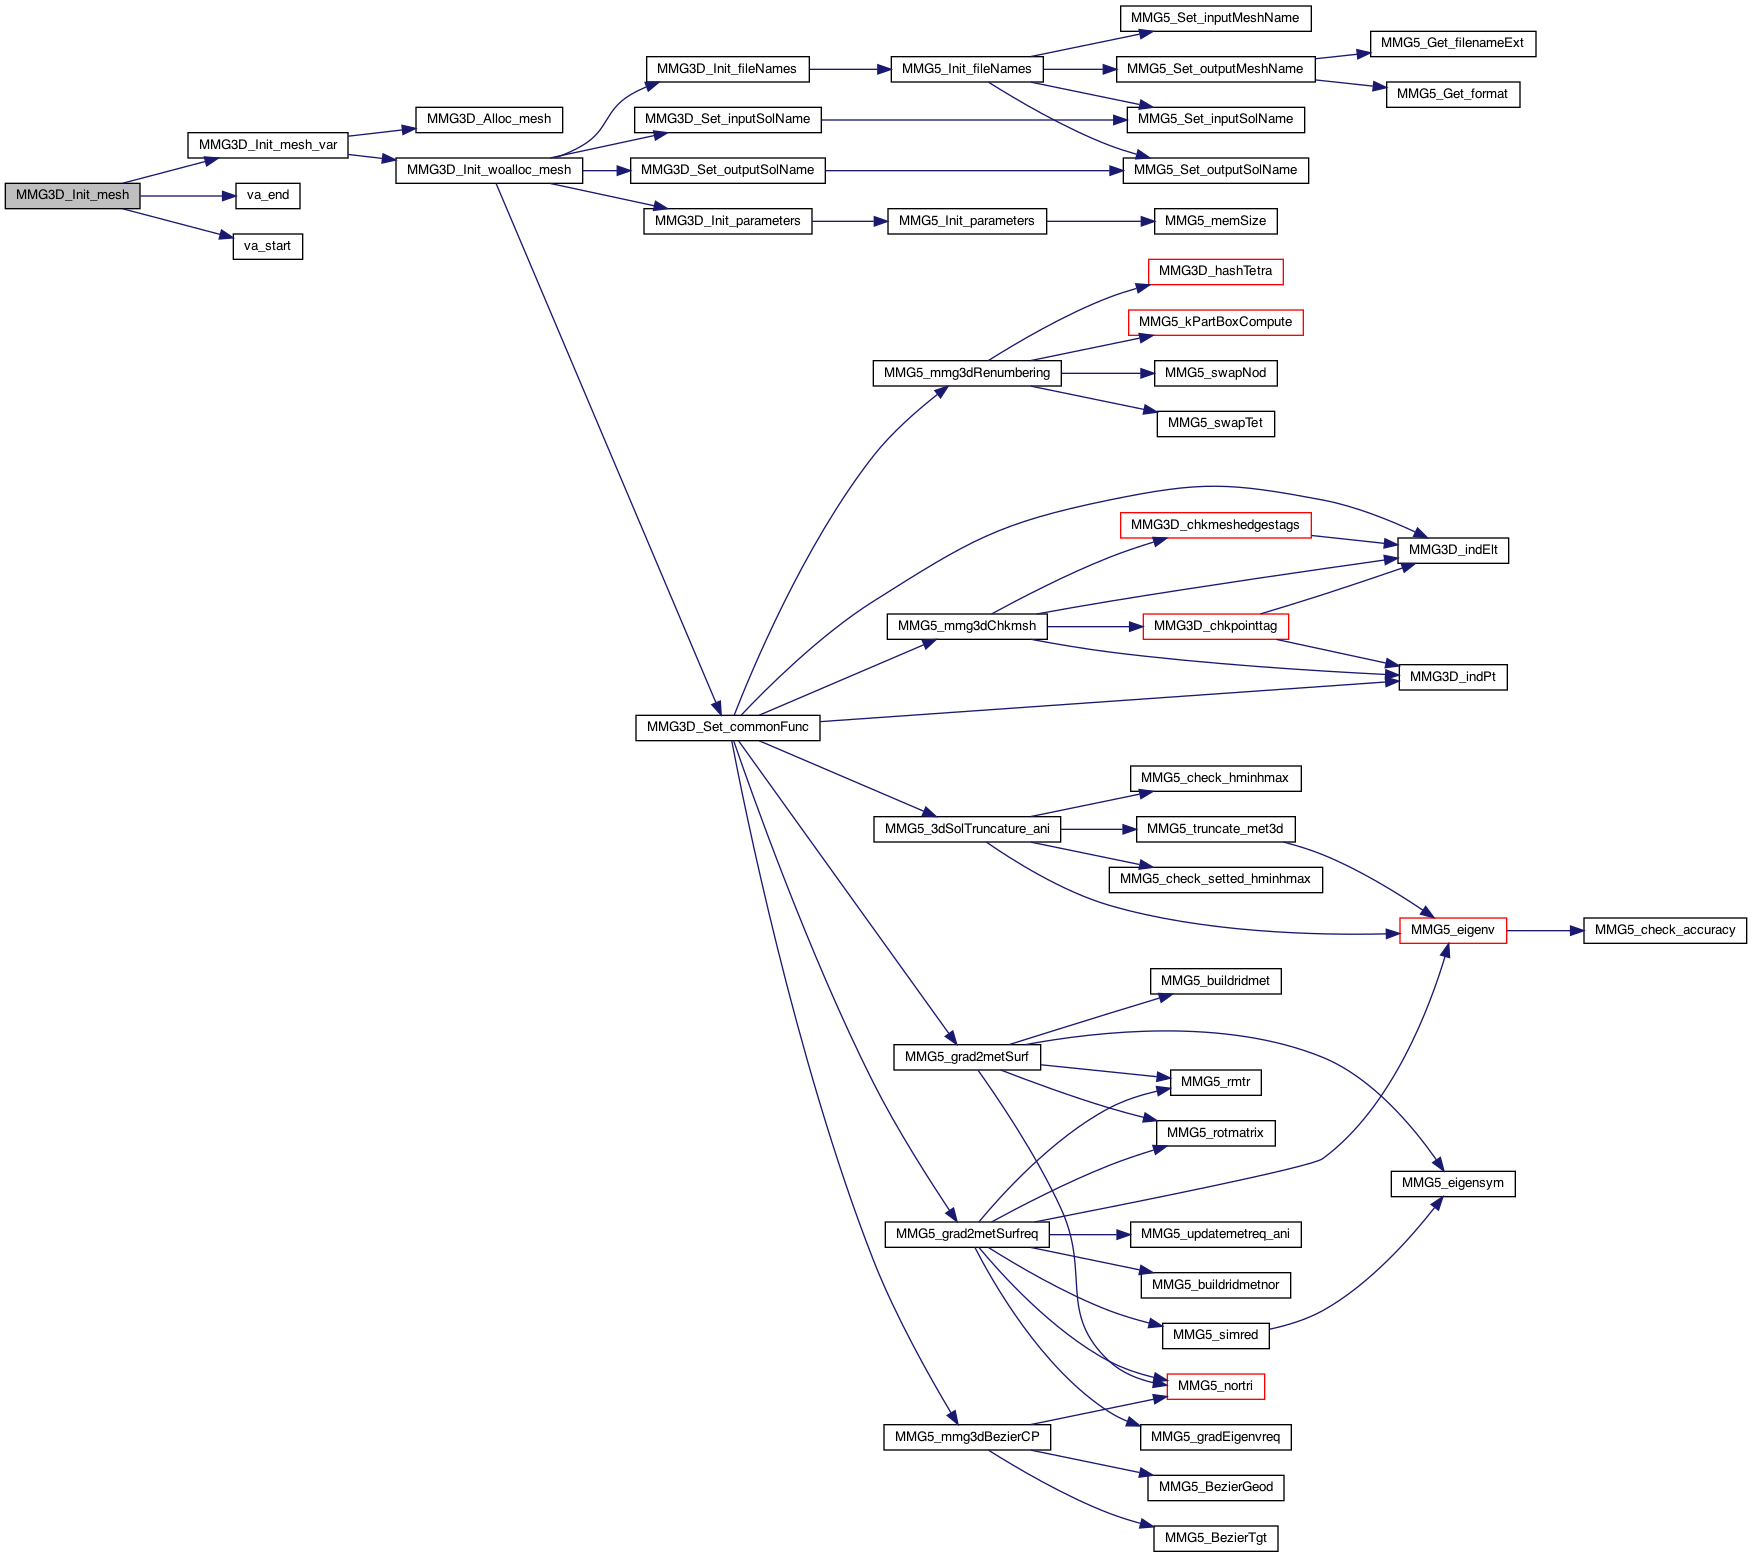 MMG5_Set_inputMeshName
MMG5_Get_filenameExt
MMG3D_Init_fileNames
MMG5_Init_fileNames
MMG5_Set_outputMeshName
MMG5_Get_format
MMG3D_Alloc_mesh
MMG3D_Set_inputSolName
MMG5_Set_inputSolName
MMG3D_Init_mesh_var
MMG3D_Init_woalloc_mesh
MMG3D_Set_outputSolName
MMG5_Set_outputSolName
MMG3D_Init_mesh
va_end
MMG3D_Init_parameters
MMG5_Init_parameters
MMG5_memSize
va_start
MMG3D_hashTetra
MMG5_kPartBoxCompute
MMG5_mmg3dRenumbering
MMG5_swapNod
MMG5_swapTet
MMG3D_chkmeshedgestags
MMG3D_indElt
MMG5_mmg3dChkmsh
MMG3D_chkpointtag
MMG3D_indPt
MMG3D_Set_commonFunc
MMG5_check_hminhmax
MMG5_3dSolTruncature_ani
MMG5_truncate_met3d
MMG5_check_setted_hminhmax
MMG5_eigenv
MMG5_check_accuracy
MMG5_buildridmet
MMG5_grad2metSurf
MMG5_rmtr
MMG5_rotmatrix
MMG5_eigensym
MMG5_grad2metSurfreq
MMG5_updatemetreq_ani
MMG5_buildridmetnor
MMG5_simred
MMG5_nortri
MMG5_mmg3dBezierCP
MMG5_gradEigenvreq
MMG5_BezierGeod
MMG5_BezierTgt